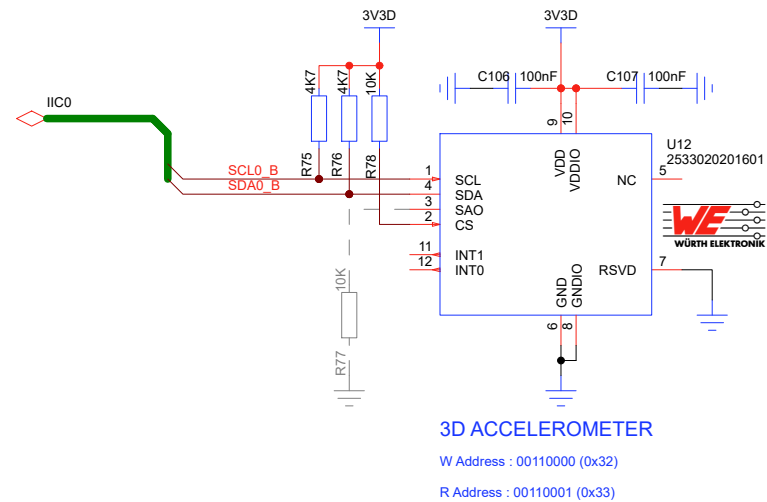 3V3D
3V3D
4K7
4K7
10K
C106
100nF
C107
100nF
IIC0
9
10
U12
2533020201601
R75
R76
R78
VDD
VDDIO
SCL0_B
1
SCL
NC
5
SDA0_B
4
SDA
3
SAO
2
CS
WE
WÜRTH ELEKTRONIK
11
INT1
12
INT0
RSVD
7
10K
GND
GNDIO
R77
6
8
3D ACCELEROMETER
W Address : 00110000 (0x32)
R Address : 00110001 (0x33)